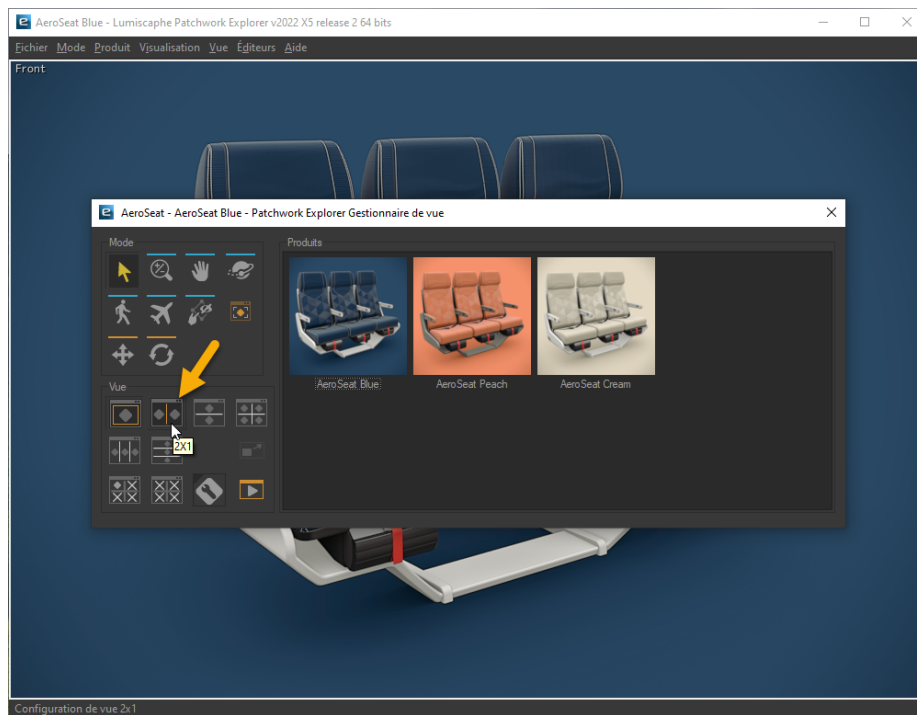 AeroSeat Blue - Lumiscaphe Patchwork Explorer v2022 X5 release 2 64 bits
Fichier Mode Produit Visualisation Vue Éditeurs Aide
Front
AeroSeat - AeroSeat Blue - Patchwork Explorer Gestionnaire de vue
Mode
Produits
AeroSeat Blue AeroSeat Peach AeroSeat Cream
Vue
2X1
Configuration de vue 2x1